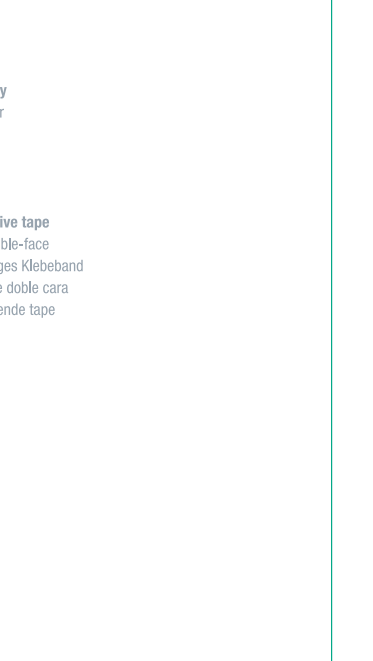 y
r
ive tape
ble-face
ges Klebeband
e doble cara
ende tape